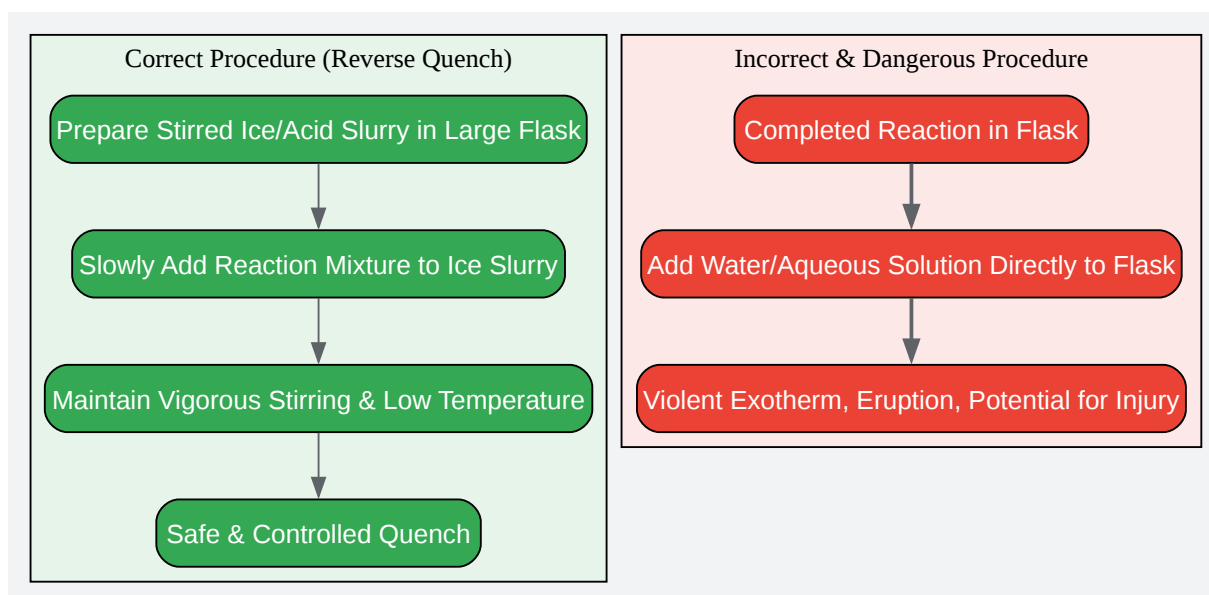 Correct Procedure (Reverse Quench)
Prepare Stirred Ice/Acid Slurry in Large Flask
Slowly Add Reaction Mixture to Ice Slurry
Maintain Vigorous Stirring & Low Temperature
Safe & Controlled Quench
Incorrect & Dangerous Procedure
Completed Reaction in Flask
Add Water/Aqueous Solution Directly to Flask
Violent Exotherm, Eruption, Potential for Injury